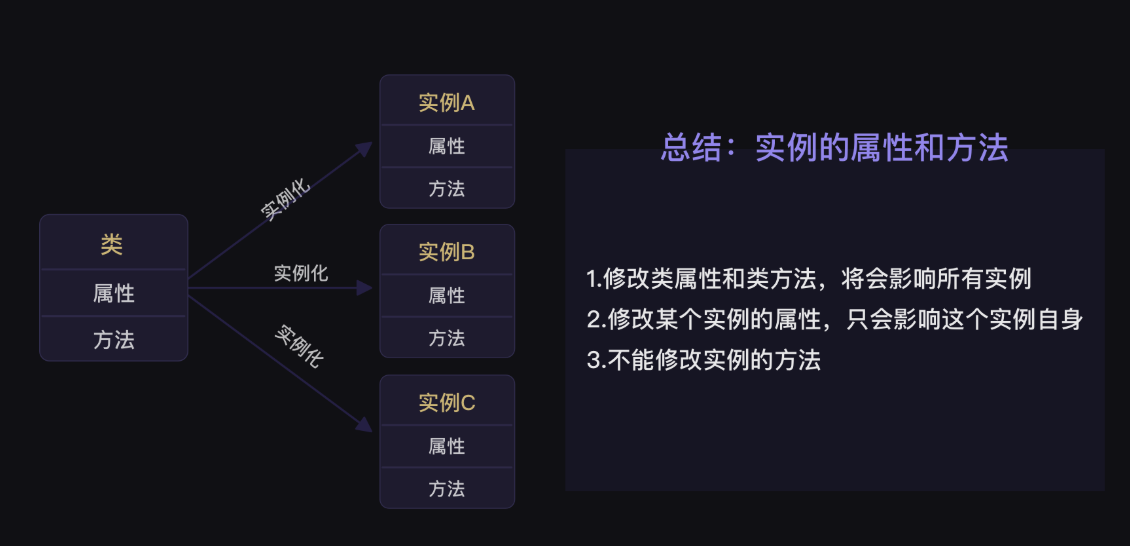 类
属性
方法
实例化
实例化
实例化
实例A
属性
方法
实例B
属性
方法
实例C
属性
方法
总结：实例的属性和方法
1.修改类属性和类方法，将会影响所有实例
2.修改某个实例的属性，只会影响这个实例自身
3.不能修改实例的方法